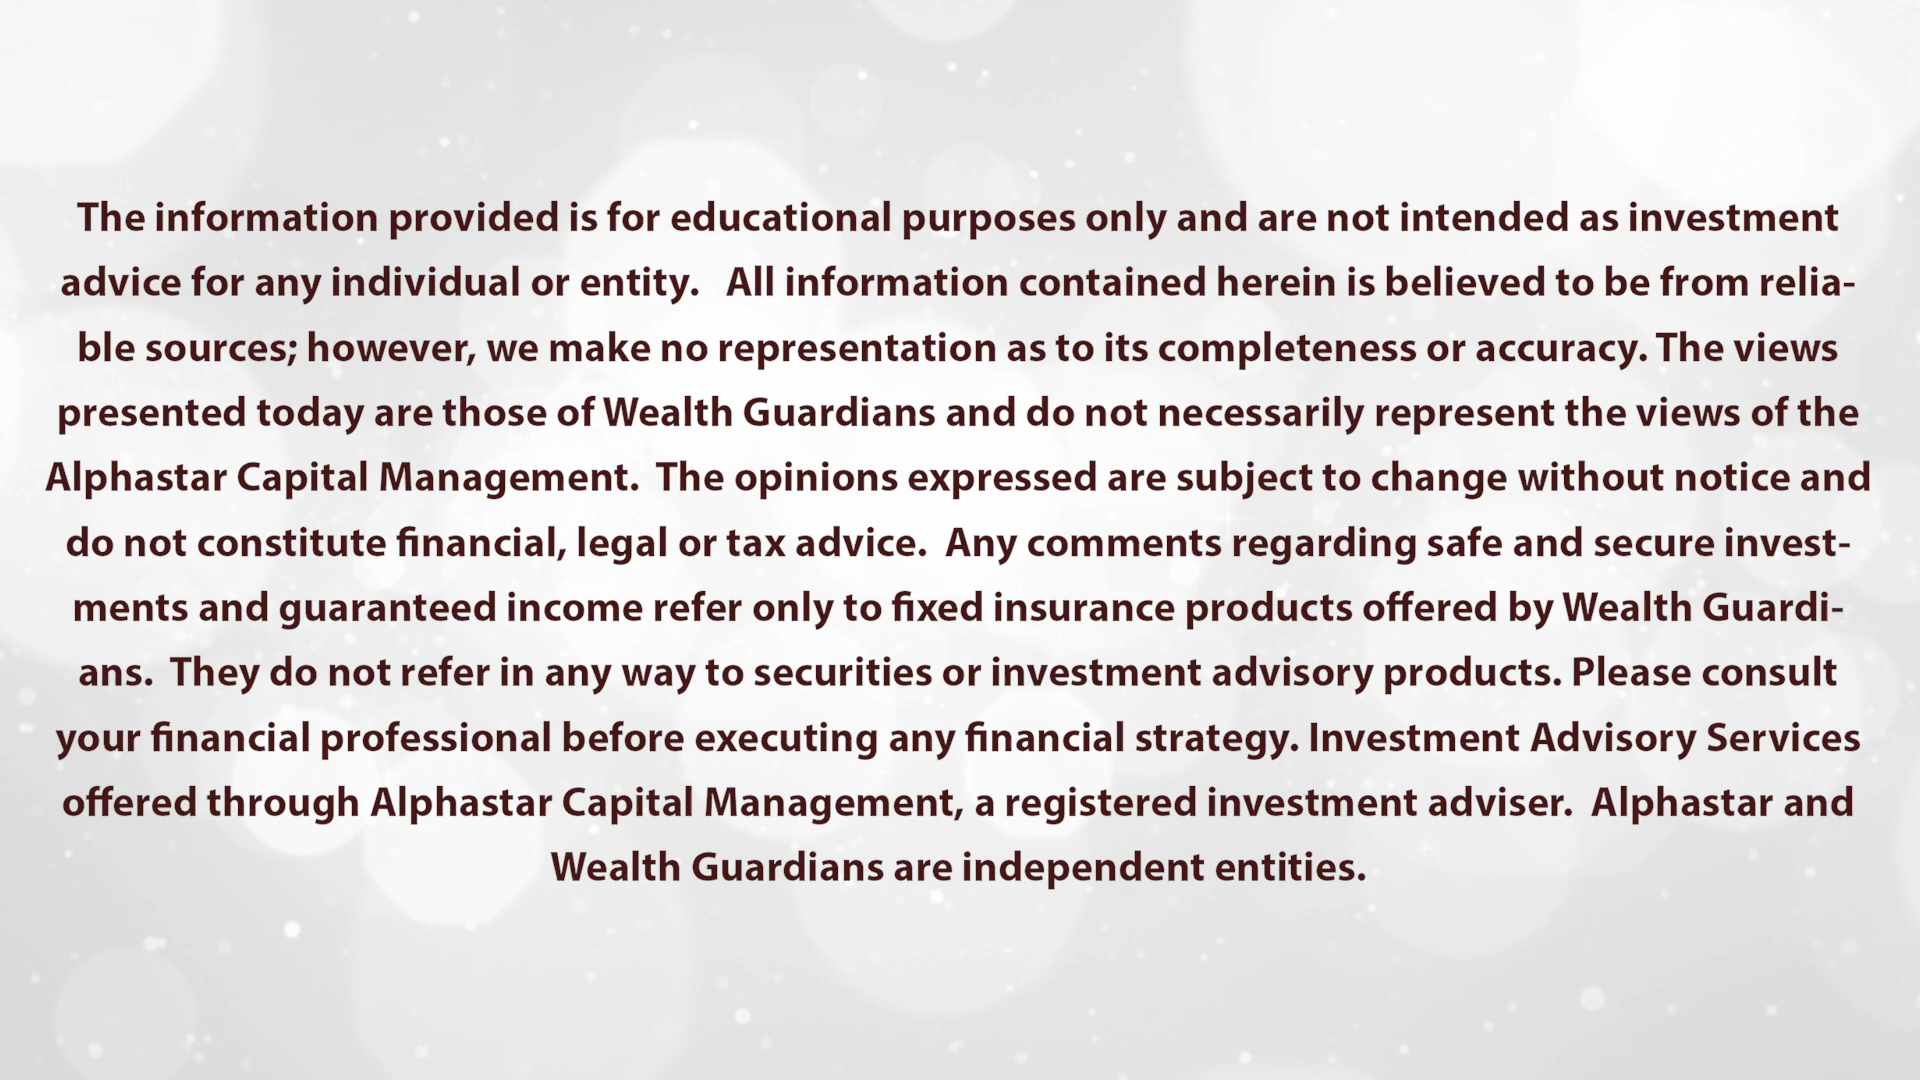 The information provided is for educational purposes only and are not intended as investment
advice for any individual or entity.   All information contained herein is believed to be from relia-
ble sources; however, we make no representation as to its completeness or accuracy. The views
presented today are those of Wealth Guardians and do not necessarily represent the views of the
Alphastar Capital Management.  The opinions expressed are subject to change without notice and
do not constitute financial, legal or tax advice.  Any comments regarding safe and secure invest-
ments and guaranteed income refer only to fixed insurance products offered by Wealth Guardi-
ans.  They do not refer in any way to securities or investment advisory products. Please consult
your financial professional before executing any financial strategy. Investment Advisory Services
offered through Alphastar Capital Management, a registered investment adviser.  Alphastar and
Wealth Guardians are independent entities.